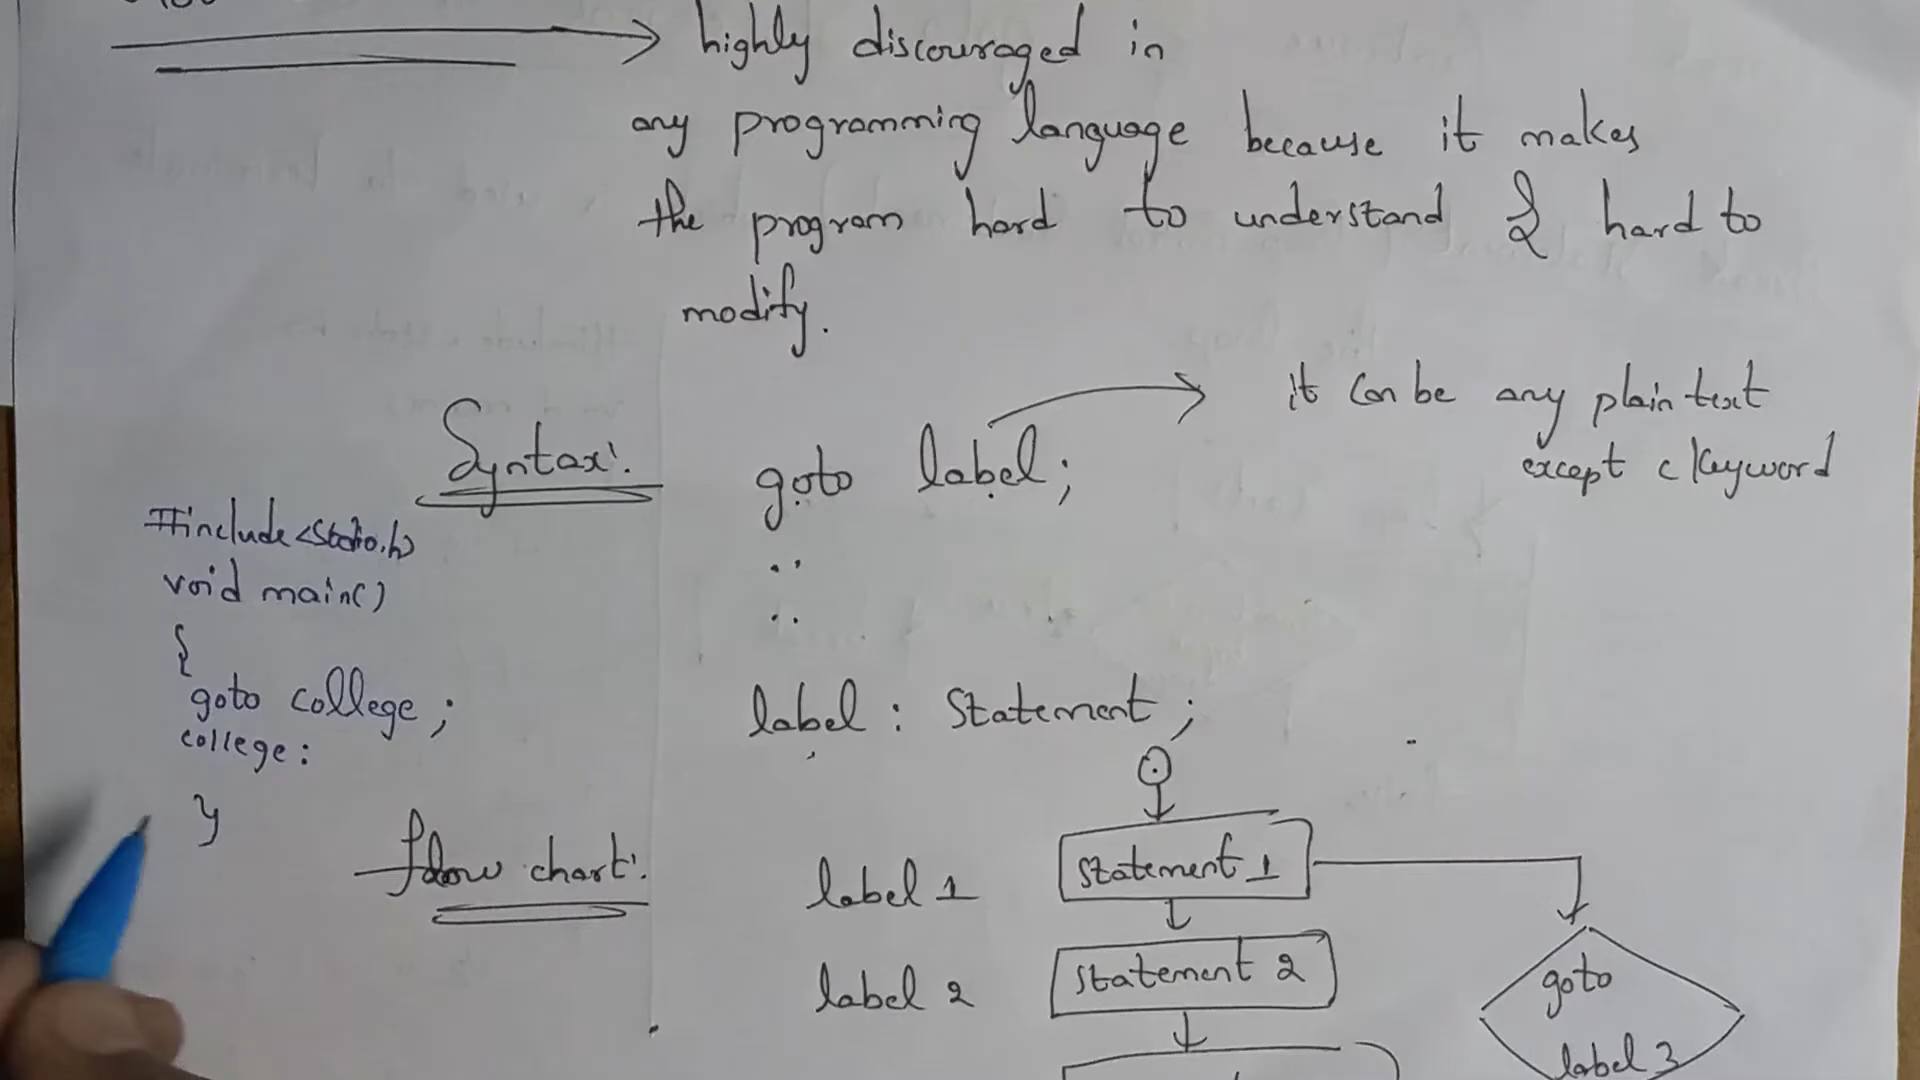 highly discouraged in
any programming language because it makes
the program hard to understand & hard to
modify.
it can be any plain text
except c keyword
Syntax:
goto label;
..
..
label : Statement ;
#include<stdio.h>
void main()
{
goto college ;
college :
}
flow chart:
label 1
Statement 1
label 2
Statement 2
goto
label 3